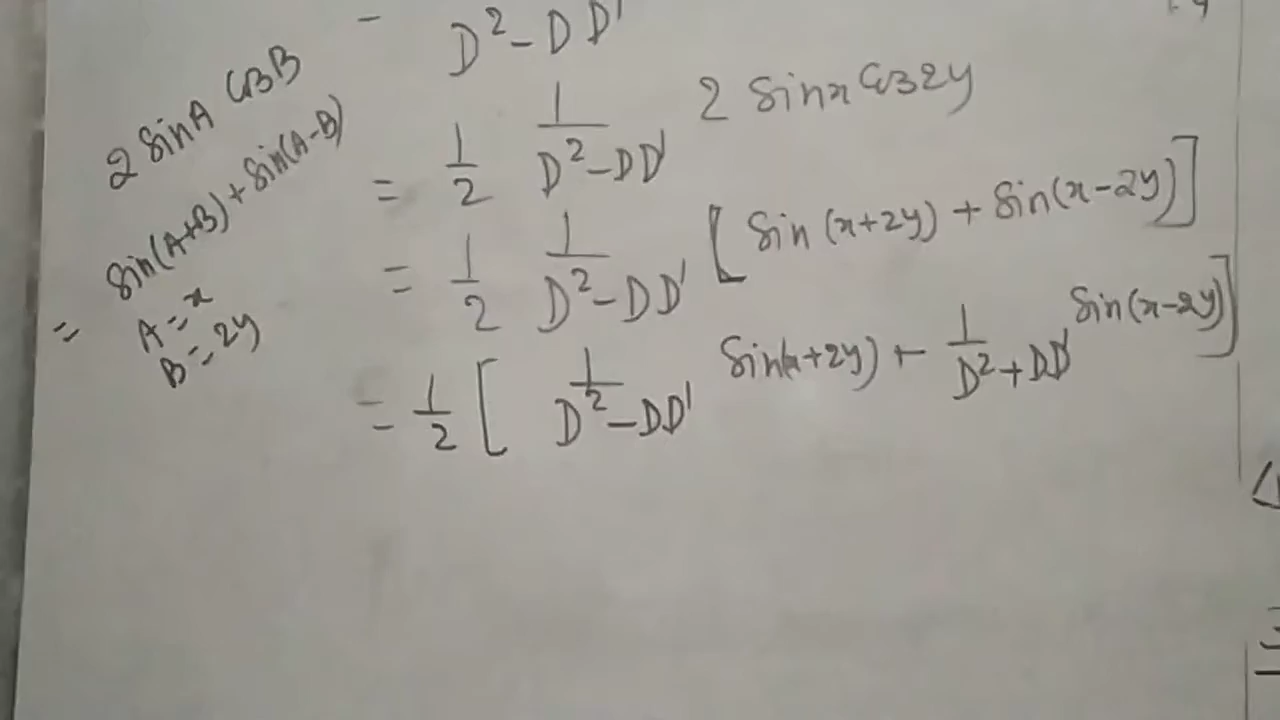 D² - DD'
= 1/2 1/(D² - DD') 2 Sinx Cos2y
= 1/2 1/(D² - DD') [Sin(x+2y) + Sin(x-2y)]
= 1/2 [1/(D² - DD') Sin(x+2y) + 1/(D² + DD') Sin(x-2y)]
2 SinA CosB
= Sin(A+B) + Sin(A-B)
A = x
B = 2y